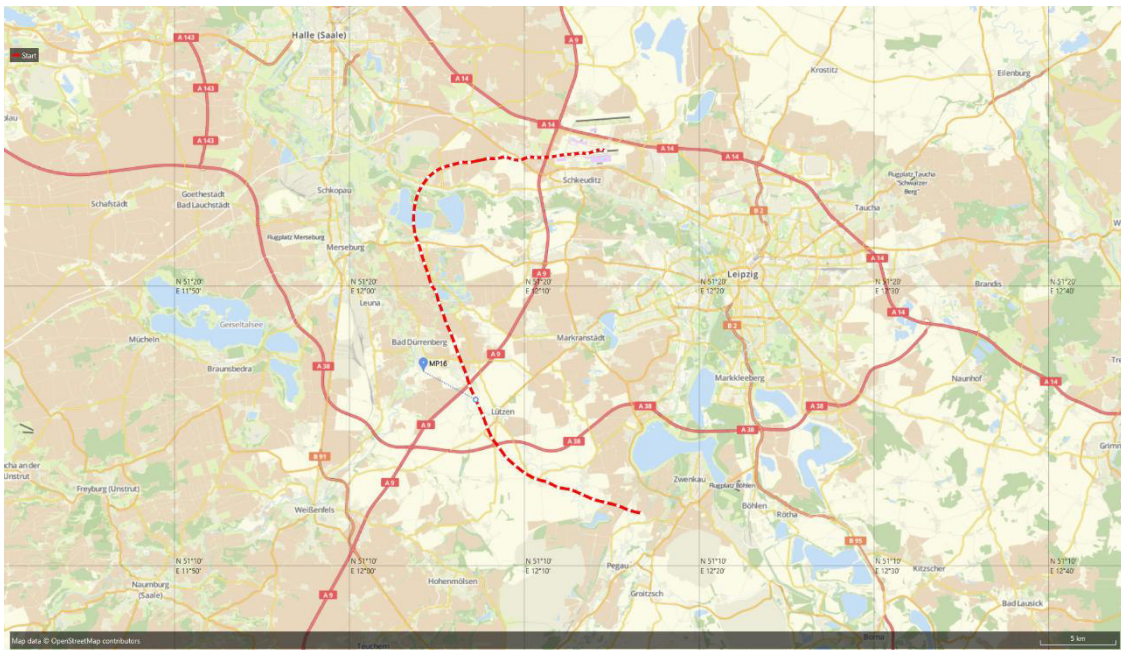 Halle (Saale)
A 143
A 9
Start
Krostitz
Eilenburg
A 14
A 143
A 14
A 143
A 14
A 14
A 14
Schkeuditz
Flugplatz Taucha
"Schwarzer
Berg"
Goethestadt
Bad Lauchstädt
Schkopau
Schafstädt
B 2
Taucha
Flugplatz Merseburg
Merseburg
A 14
A 9
Leipzig
N 51°20'
E 11°50'
N 51°20'
E 12°00'
N 51°20'
E 12°10'
N 51°20'
E 12°20'
N 51°20'
E 12°30'
N 51°20'
E 12°40'
Brandis
Leuna
A 14
Geiseltalsee
B 2
Mücheln
Bad Dürrenberg
Markranstädt
A 9
MP16
A 38
Braunsbedra
Markkleeberg
Naunhof
A 14
Lützen
A 38
A 38
A 9
A 38
A 38
B 91
Freyburg (Unstrut)
A 9
Zwenkau
Flugplatz Böhlen
Böhlen
Weißenfels
Rötha
B 95
N 51°10'
E 11°50'
N 51°10'
E 12°00'
N 51°10'
E 12°10'
N 51°10'
E 12°20'
N 51°10'
E 12°30'
N 51°10'
E 12°40'
Pegau
Kitzscher
Naumburg
(Saale)
Hohenmölsen
A 9
Groitzsch
Bad Lausick
Map data © OpenStreetMap contributors
Teuchern
Borna
5 km